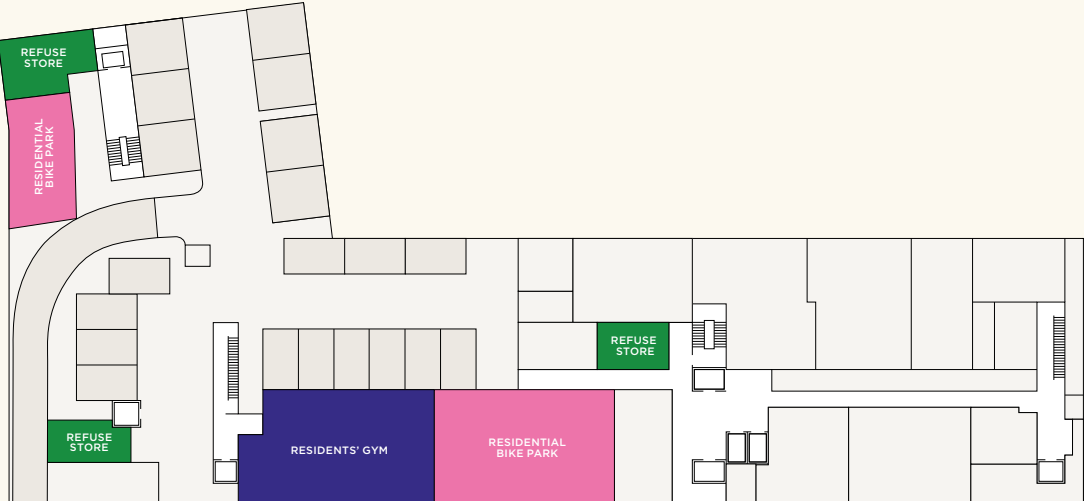 REFUSE
STORE
RESIDENTIAL
BIKE PARK
REFUSE
STORE
REFUSE
STORE
RESIDENTS' GYM
RESIDENTIAL
BIKE PARK